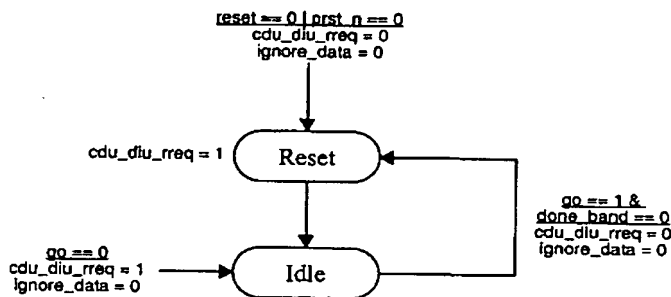 reset == 0 | prst_n == 0
cdu_diu_rreq = 0
ignore_data = 0
cdu_diu_rreq = 1
Reset
go == 1 &
done_band == 0
cdu_diu_rreq = 0
ignore_data = 0
go == 0
cdu_diu_rreq = 1
ignore_data = 0
Idle